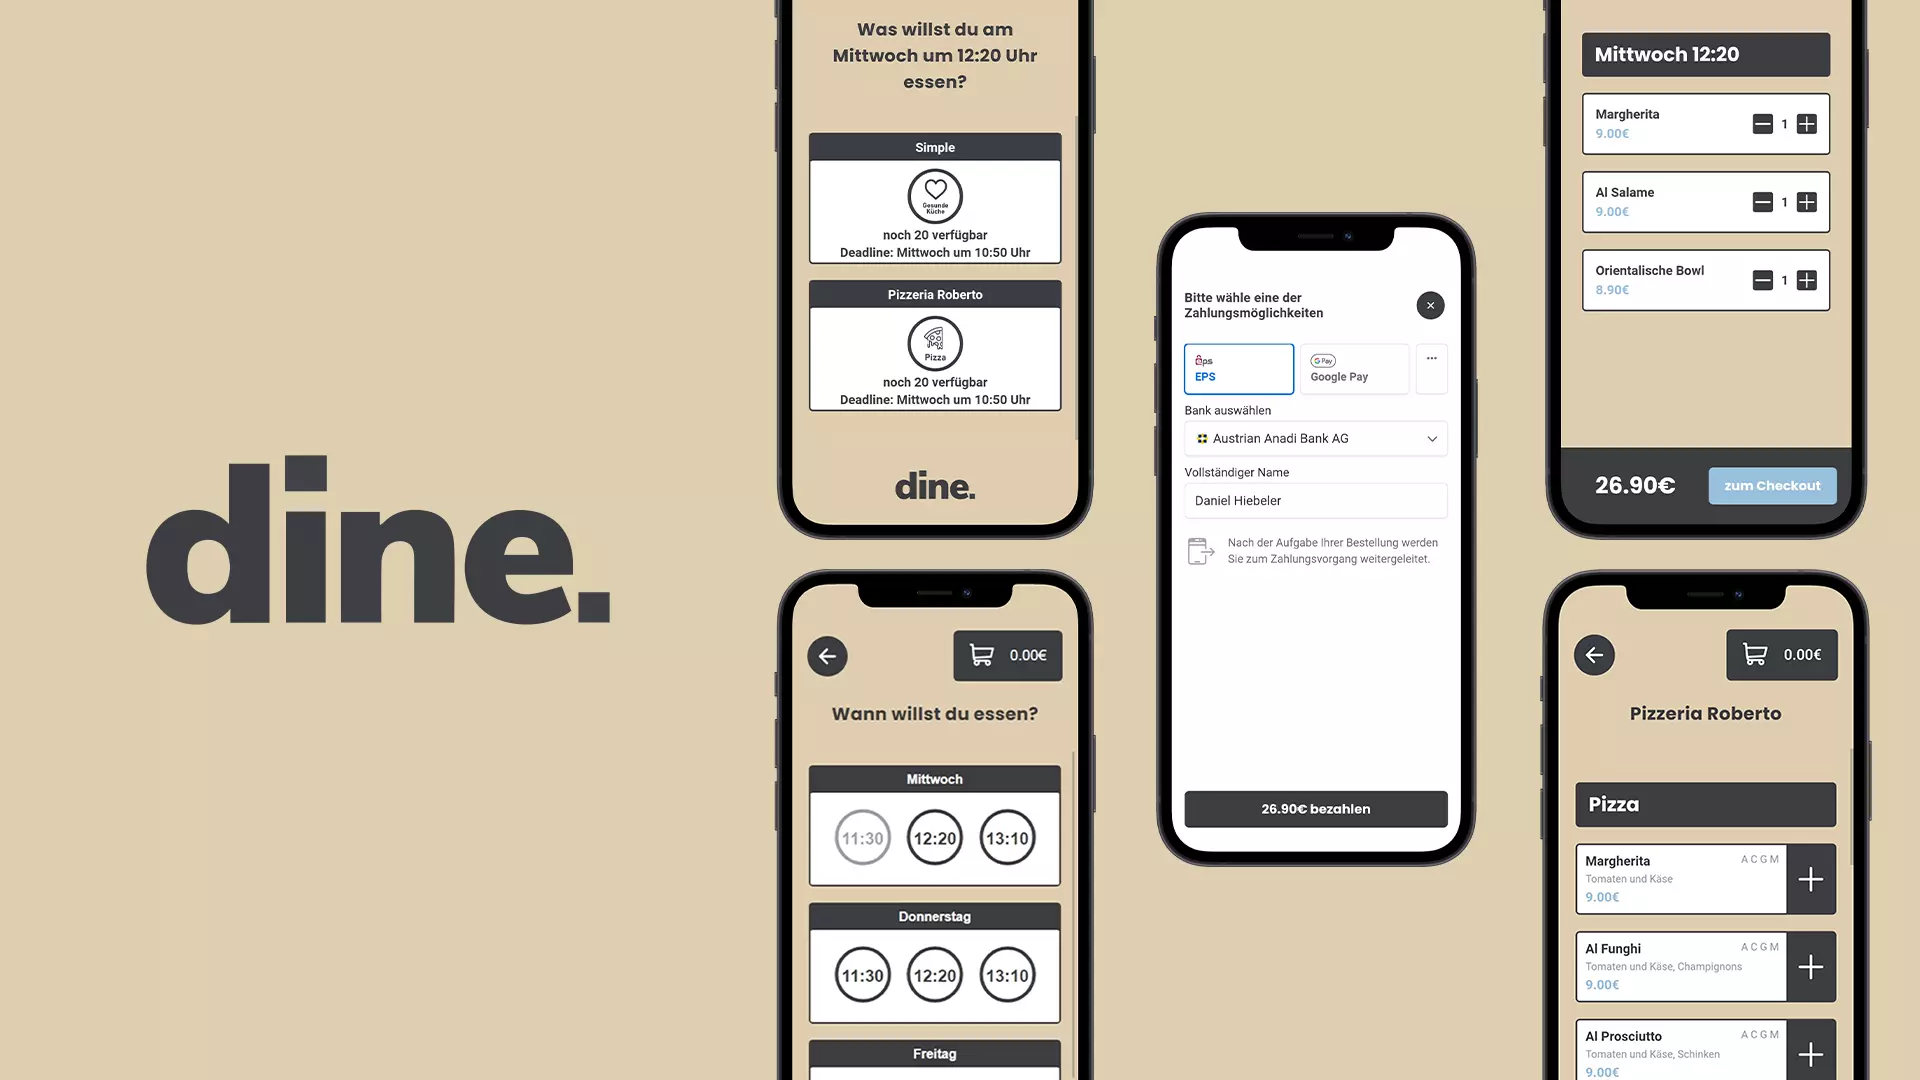 dine.
Was willst du am
Mittwoch um 12:20 Uhr
essen?
Simple
Gesunde
Küche
noch 20 verfügbar
Deadline: Mittwoch um 10:50 Uhr
Pizzeria Roberto
Pizza
noch 20 verfügbar
Deadline: Mittwoch um 10:50 Uhr
dine.
0.00€
Wann willst du essen?
Mittwoch
11:30 12:20 13:10
Donnerstag
11:30 12:20 13:10
Freitag
Bitte wähle eine der
Zahlungsmöglichkeiten
eps
EPS
G Pay
Google Pay
Bank auswählen
Austrian Anadi Bank AG
Vollständiger Name
Daniel Hiebeler
Nach der Aufgabe Ihrer Bestellung werden
Sie zum Zahlungsvorgang weitergeleitet.
26.90€ bezahlen
Mittwoch 12:20
Margherita
9.00€
1
Al Salame
9.00€
1
Orientalische Bowl
8.90€
1
26.90€
zum Checkout
0.00€
Pizzeria Roberto
Pizza
Margherita A C G M
Tomaten und Käse
9.00€
Al Funghi A C G M
Tomaten und Käse, Champignons
9.00€
Al Prosciutto A C G M
Tomaten und Käse, Schinken
9.00€